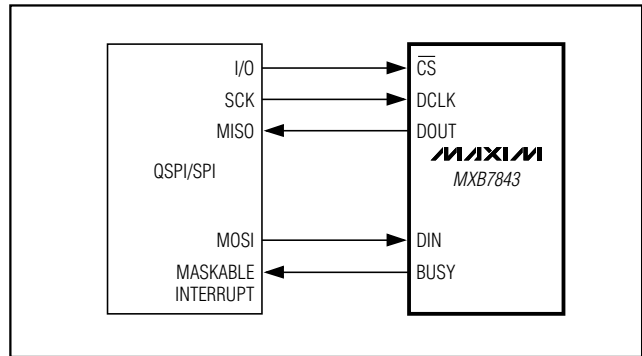 I/O
SCK
MISO
QSPI/SPI
MOSI
MASKABLE
INTERRUPT
CS
DCLK
DOUT
MAXIM
MXB7843
DIN
BUSY